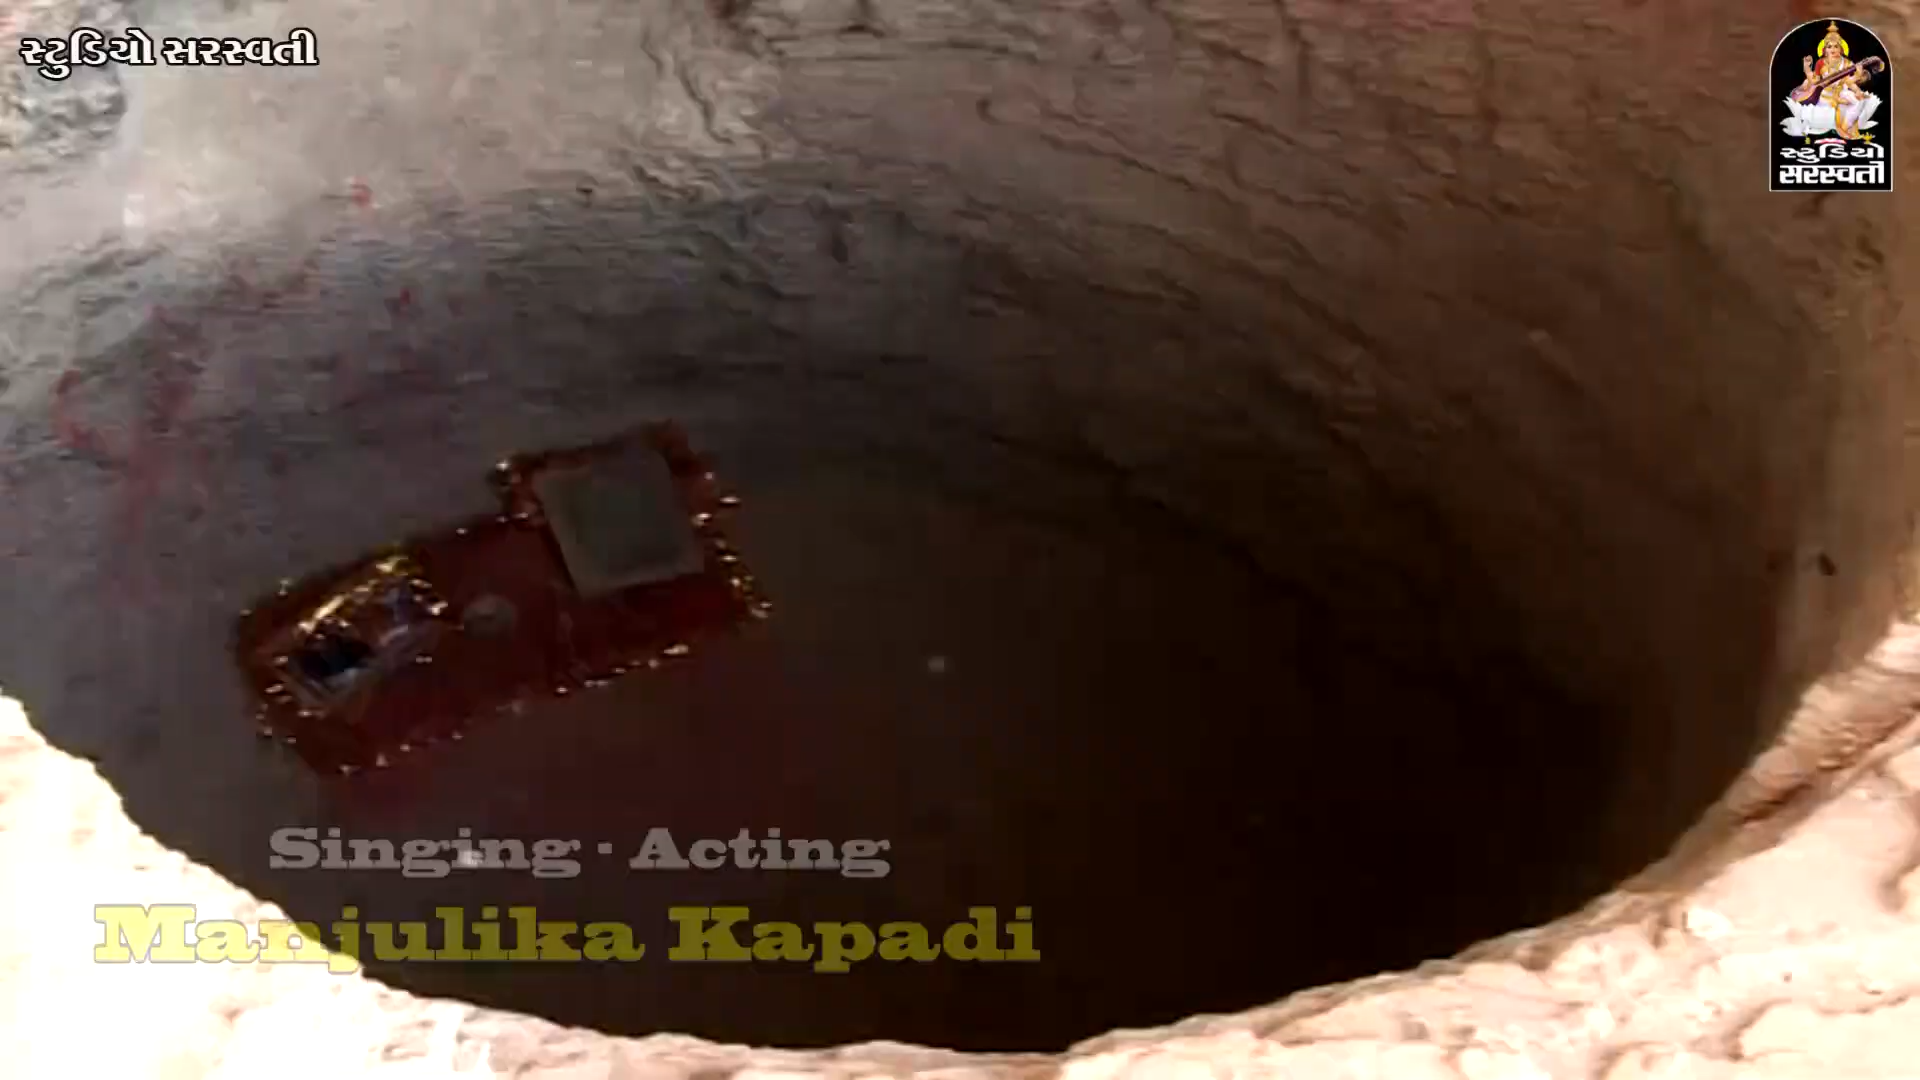 સ્ટુડિયો સરસ્વતી
સ્ટુડિયો
સરસ્વતી
Singing · Acting
Manjulika Kapadi